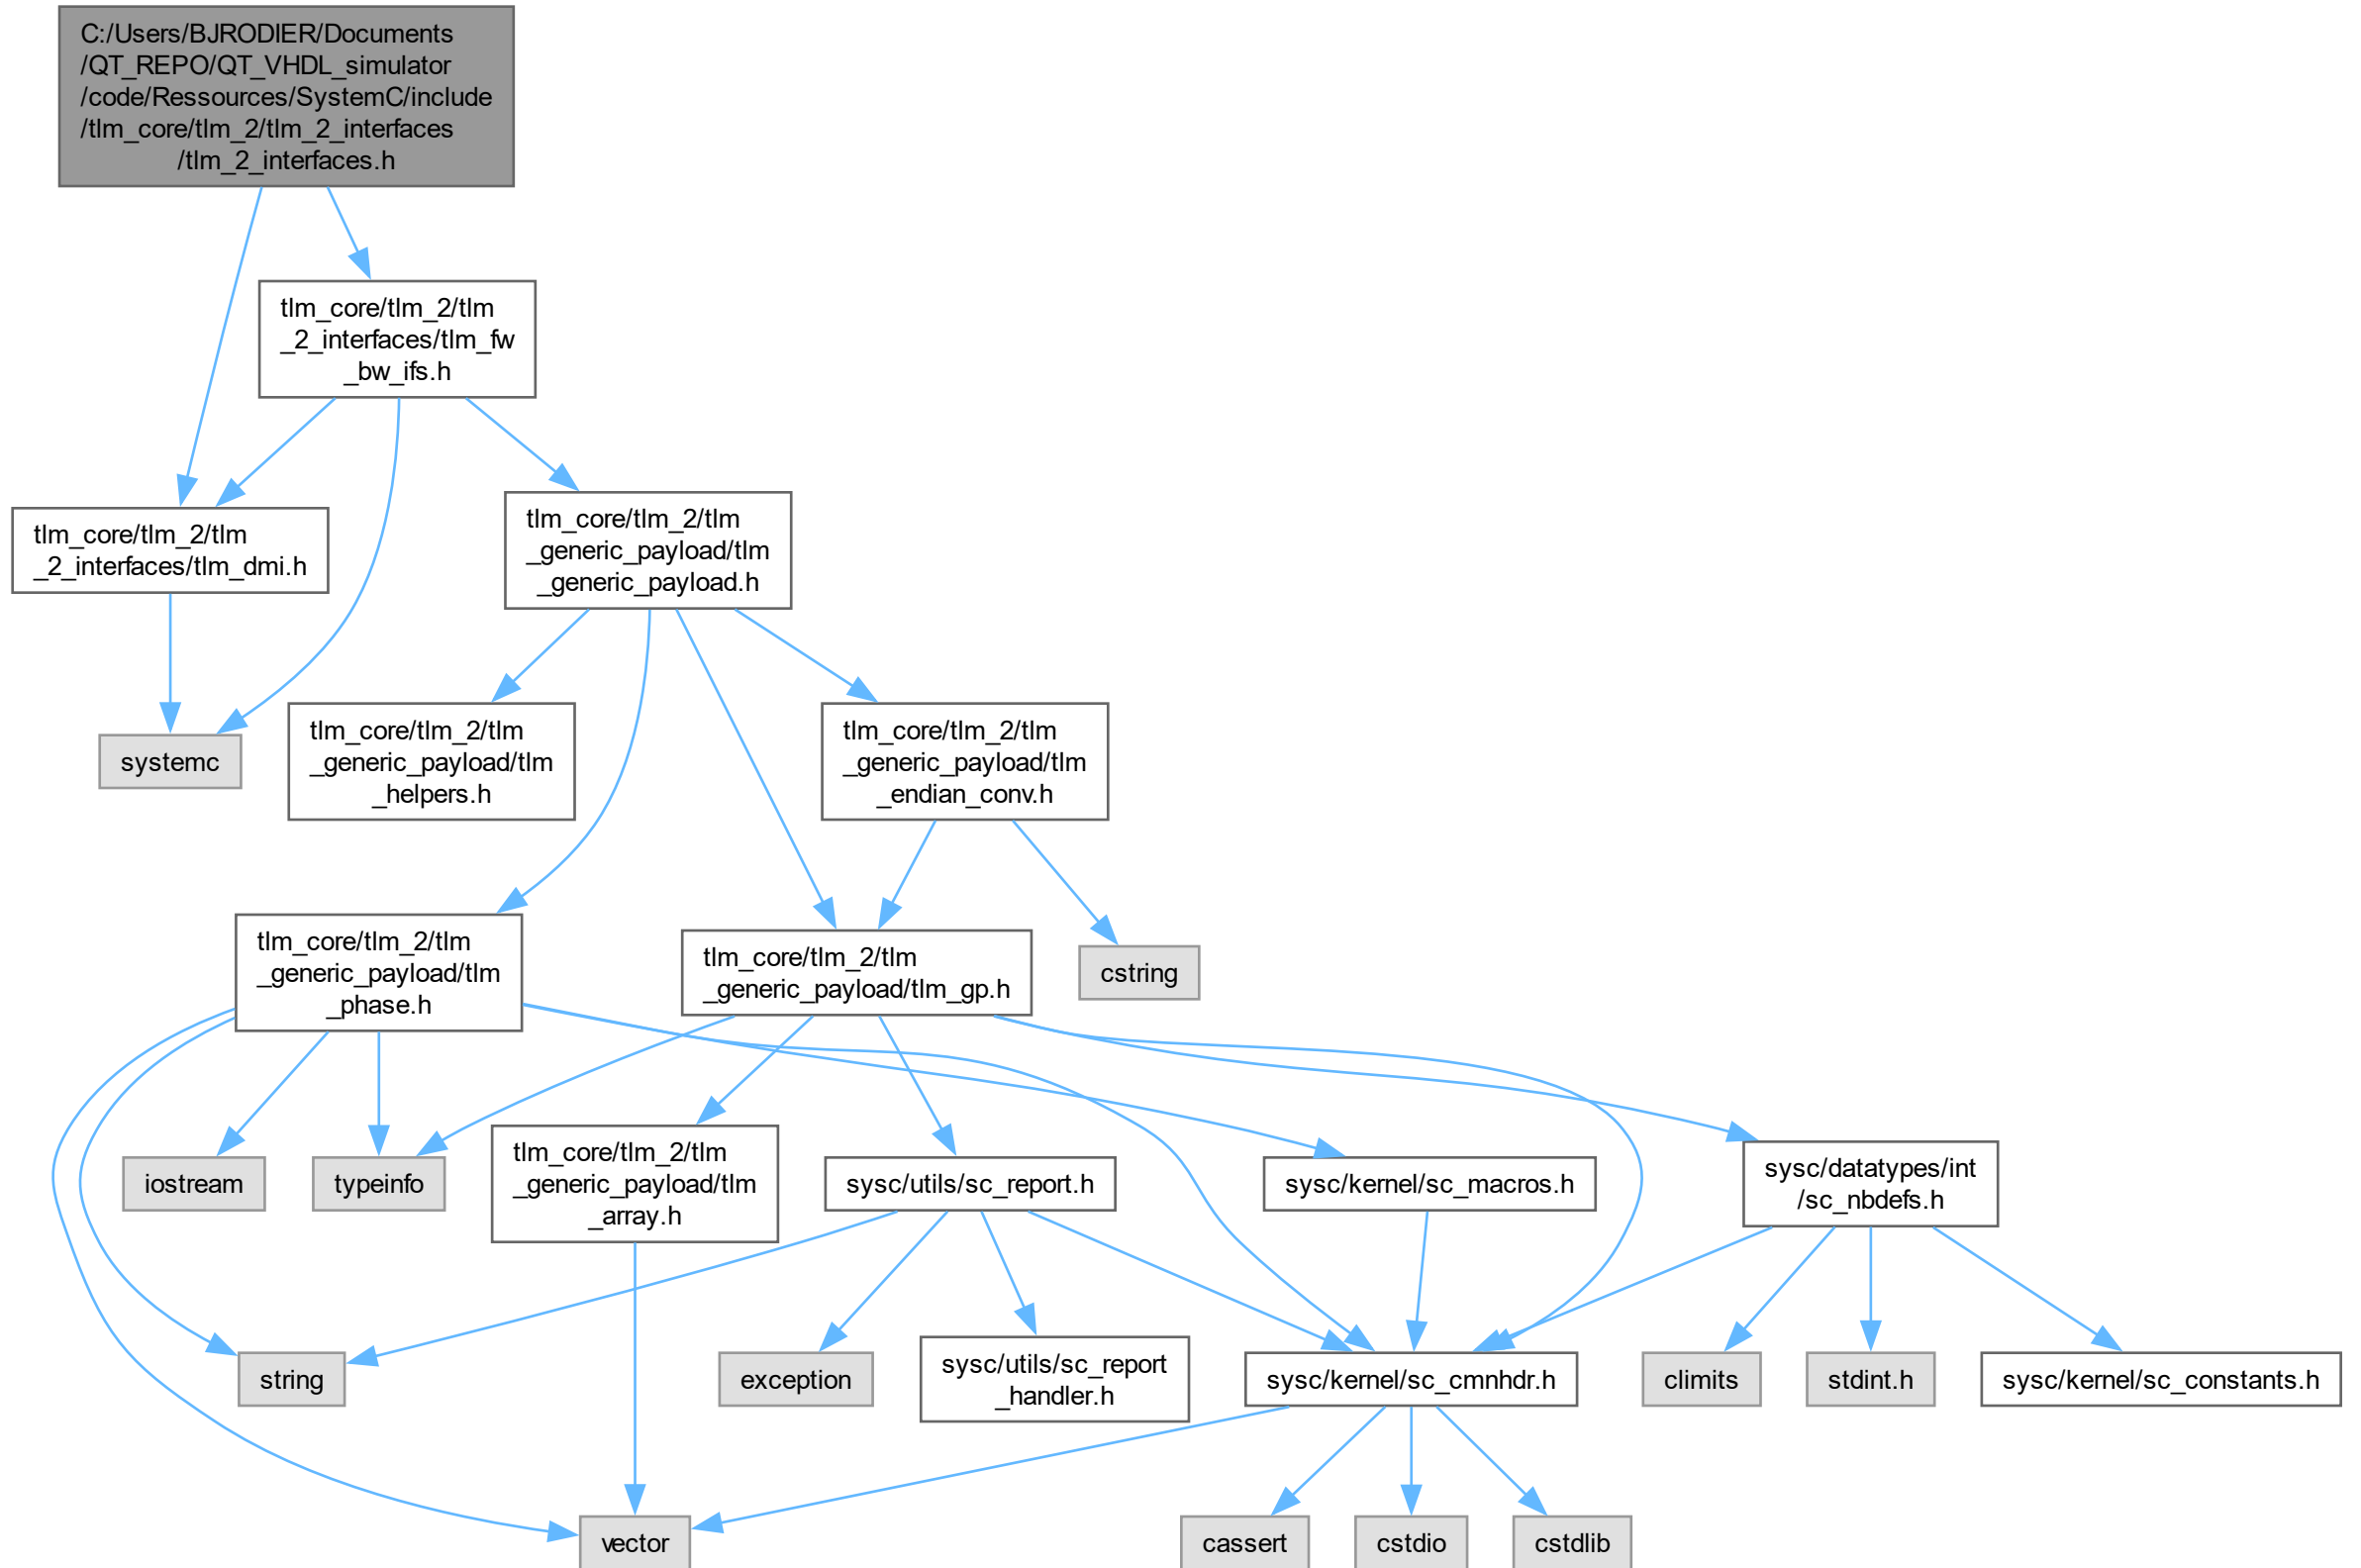 C:/Users/BJRODIER/Documents
/QT_REPO/QT_VHDL_simulator
/code/Ressources/SystemC/include
/tlm_core/tlm_2/tlm_2_interfaces
/tlm_2_interfaces.h
tlm_core/tlm_2/tlm
_2_interfaces/tlm_fw
_bw_ifs.h
tlm_core/tlm_2/tlm
_2_interfaces/tlm_dmi.h
tlm_core/tlm_2/tlm
_generic_payload/tlm
_generic_payload.h
systemc
tlm_core/tlm_2/tlm
_generic_payload/tlm
_helpers.h
tlm_core/tlm_2/tlm
_generic_payload/tlm
_endian_conv.h
tlm_core/tlm_2/tlm
_generic_payload/tlm
_phase.h
tlm_core/tlm_2/tlm
_generic_payload/tlm_gp.h
cstring
iostream
typeinfo
tlm_core/tlm_2/tlm
_generic_payload/tlm
_array.h
sysc/utils/sc_report.h
sysc/kernel/sc_macros.h
sysc/datatypes/int
/sc_nbdefs.h
string
exception
sysc/utils/sc_report
_handler.h
sysc/kernel/sc_cmnhdr.h
climits
stdint.h
sysc/kernel/sc_constants.h
vector
cassert
cstdio
cstdlib